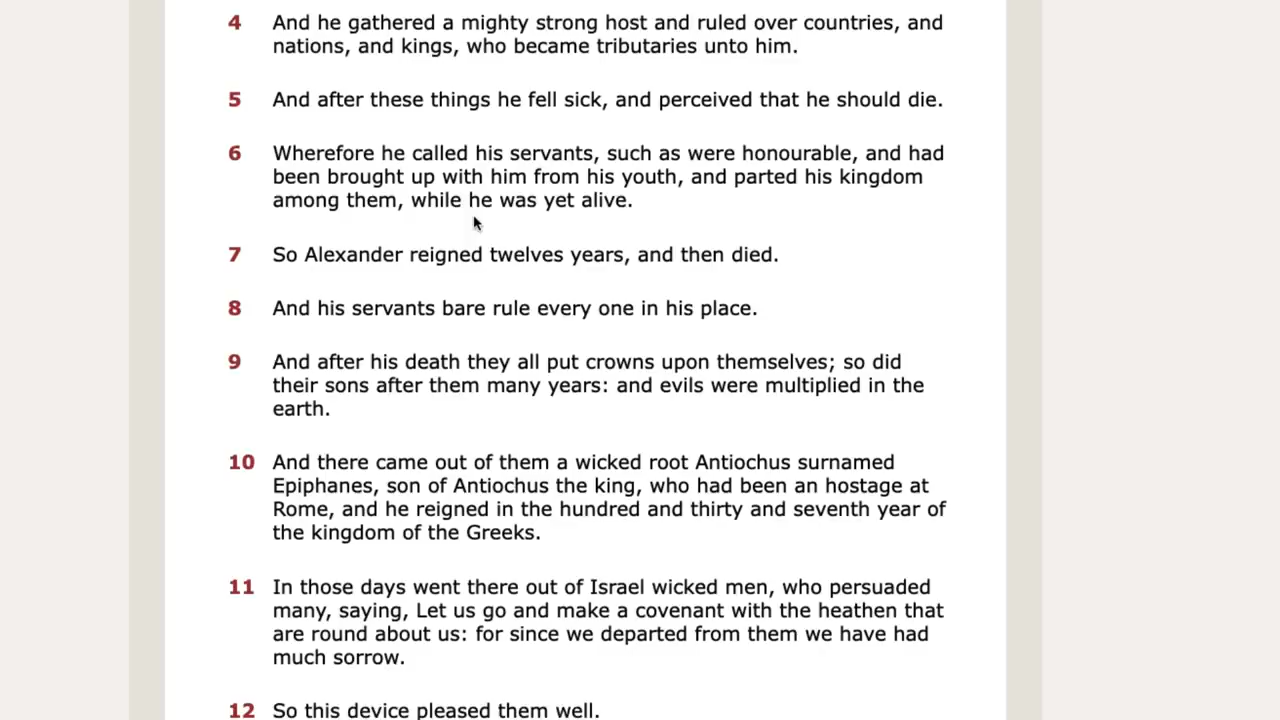 4 And he gathered a mighty strong host and ruled over countries, and
nations, and kings, who became tributaries unto him.
5 And after these things he fell sick, and perceived that he should die.
6 Wherefore he called his servants, such as were honourable, and had
been brought up with him from his youth, and parted his kingdom
among them, while he was yet alive.
7 So Alexander reigned twelves years, and then died.
8 And his servants bare rule every one in his place.
9 And after his death they all put crowns upon themselves; so did
their sons after them many years: and evils were multiplied in the
earth.
10 And there came out of them a wicked root Antiochus surnamed
Epiphanes, son of Antiochus the king, who had been an hostage at
Rome, and he reigned in the hundred and thirty and seventh year of
the kingdom of the Greeks.
11 In those days went there out of Israel wicked men, who persuaded
many, saying, Let us go and make a covenant with the heathen that
are round about us: for since we departed from them we have had
much sorrow.
12 So this device pleased them well.